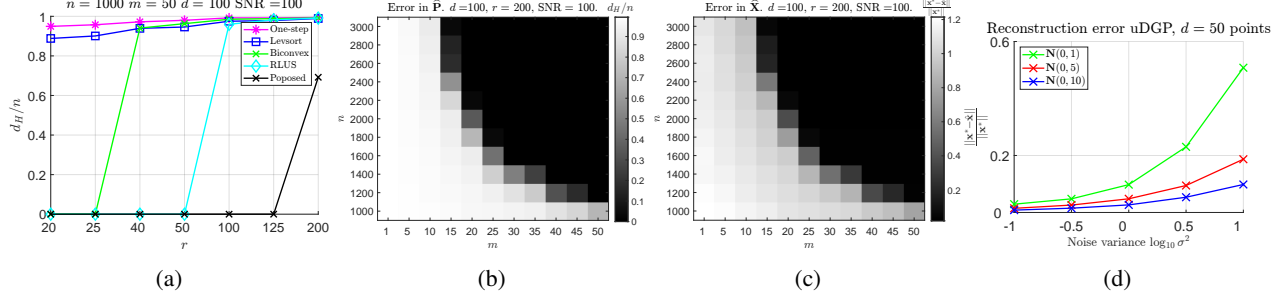 n = 1000 m = 50 d = 100 SNR =100
One-step
Levsort
Biconvex
RLUS
Poposed
d_H/n
1
0.8
0.6
0.4
0.2
0
20 25 40 50 100 125 200
r
(a)
Error in P̂. d =100, r = 200, SNR = 100. d_H/n
3000
2800
2600
2400
2200
2000
1800
1600
1400
1200
1000
n
1 5 10 15 20 25 30 35 40 45 50
m
0.9
0.8
0.7
0.6
0.5
0.4
0.3
0.2
0.1
0
(b)
Error in X̂. d=100, r = 200, SNR =100.
||x*−x̂||
||x*||
3000
2800
2600
2400
2200
2000
1800
1600
1400
1200
1000
n
1 5 10 15 20 25 30 35 40 45 50
m
1.2
1
0.8
0.6
0.4
0.2
(c)
Reconstruction error uDGP, d = 50 points
N(0, 1)
N(0, 5)
N(0, 10)
||x*−x̂||
||x*||
0.6
0.2
0
-1 -0.5 0 0.5 1
Noise variance log₁₀ σ²
(d)